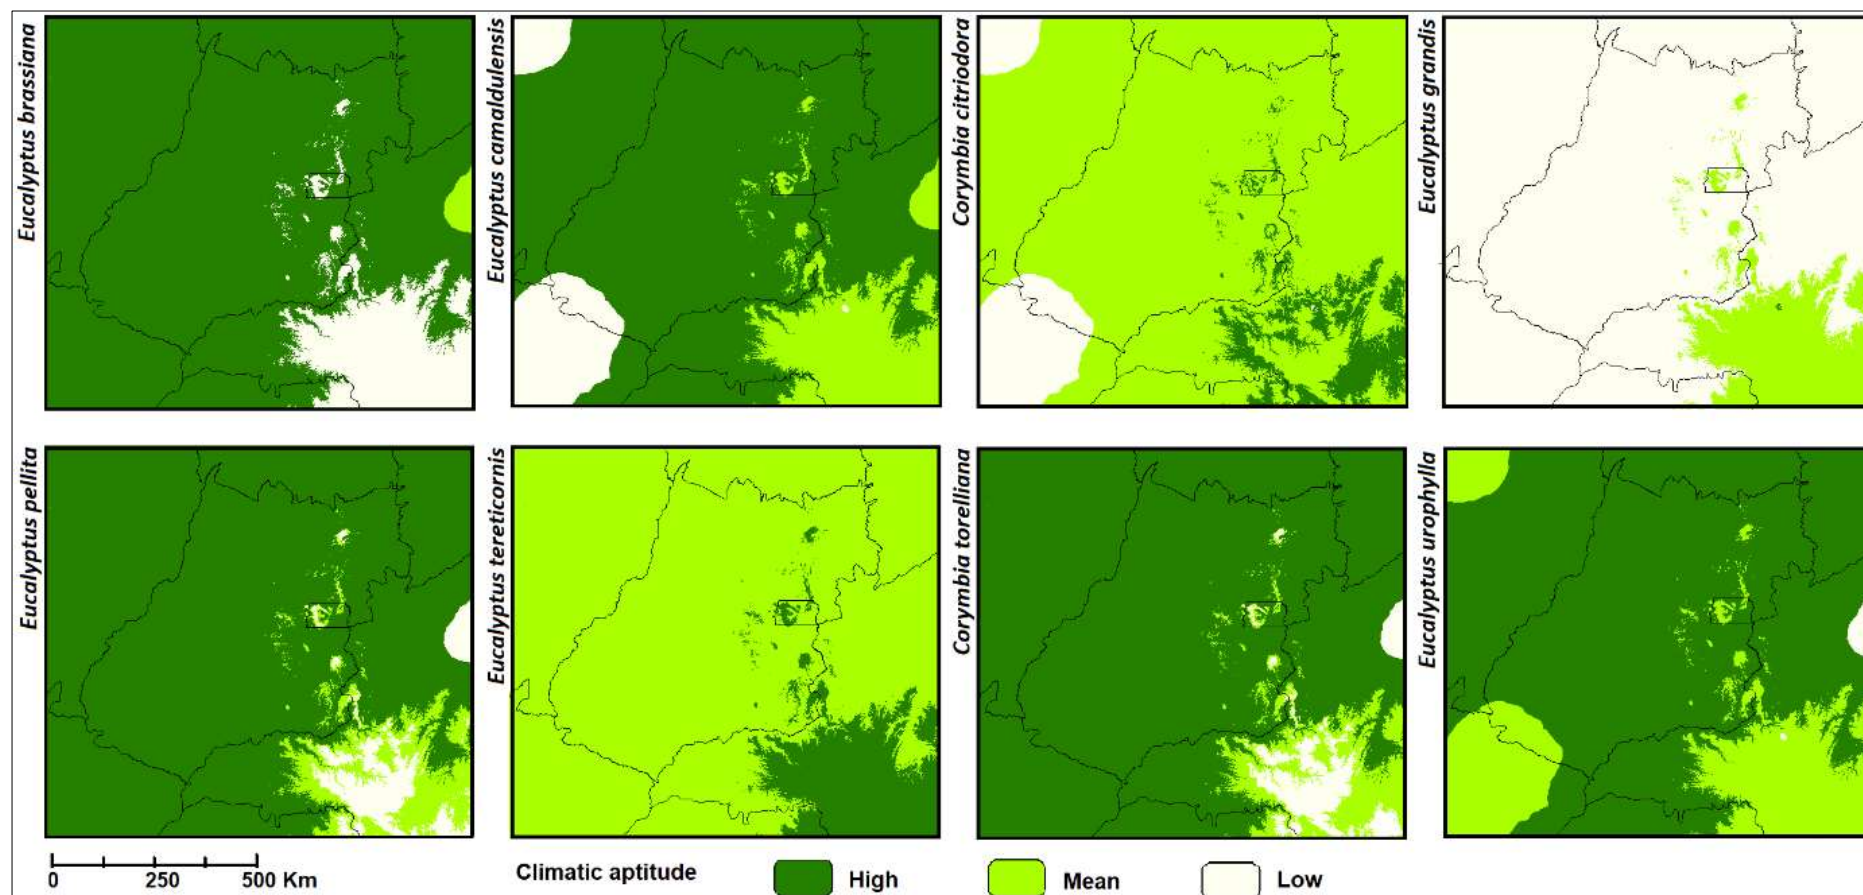 Eucalyptus brassiana
Eucalyptus camaldulensis
Corymbia citriodora
Eucalyptus grandis
Eucalyptus pellita
Eucalyptus tereticornis
Corymbia torelliana
Eucalyptus urophylla
0 250 500 Km
Climatic aptitude
High
Mean
Low